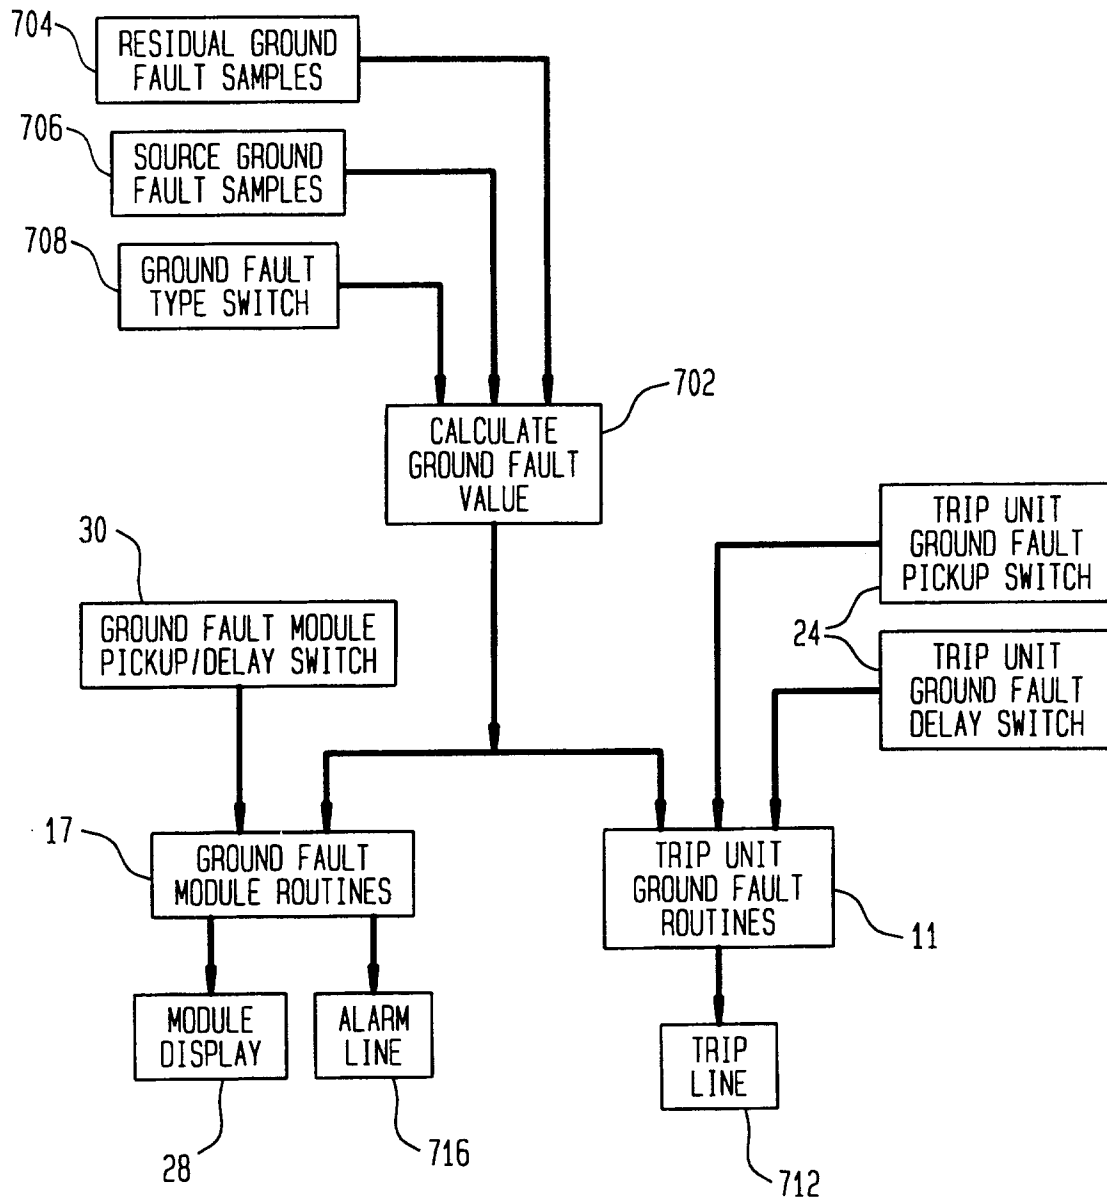 704
RESIDUAL GROUND
FAULT SAMPLES
706
SOURCE GROUND
FAULT SAMPLES
708
GROUND FAULT
TYPE SWITCH
702
CALCULATE
GROUND FAULT
VALUE
30
GROUND FAULT MODULE
PICKUP/DELAY SWITCH
TRIP UNIT
GROUND FAULT
PICKUP SWITCH
24
TRIP UNIT
GROUND FAULT
DELAY SWITCH
17
GROUND FAULT
MODULE ROUTINES
TRIP UNIT
GROUND FAULT
ROUTINES
11
MODULE
DISPLAY
28
ALARM
LINE
716
TRIP
LINE
712